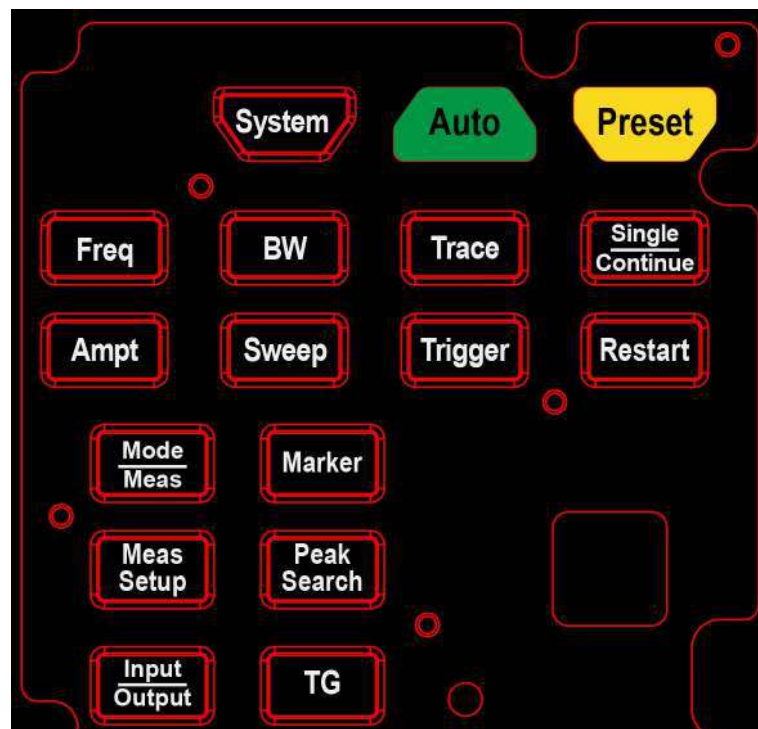 System
Auto
Preset
Freq
BW
Trace
Single
Continue
Ampt
Sweep
Trigger
Restart
Mode
Meas
Marker
Meas
Setup
Peak
Search
Input
Output
TG